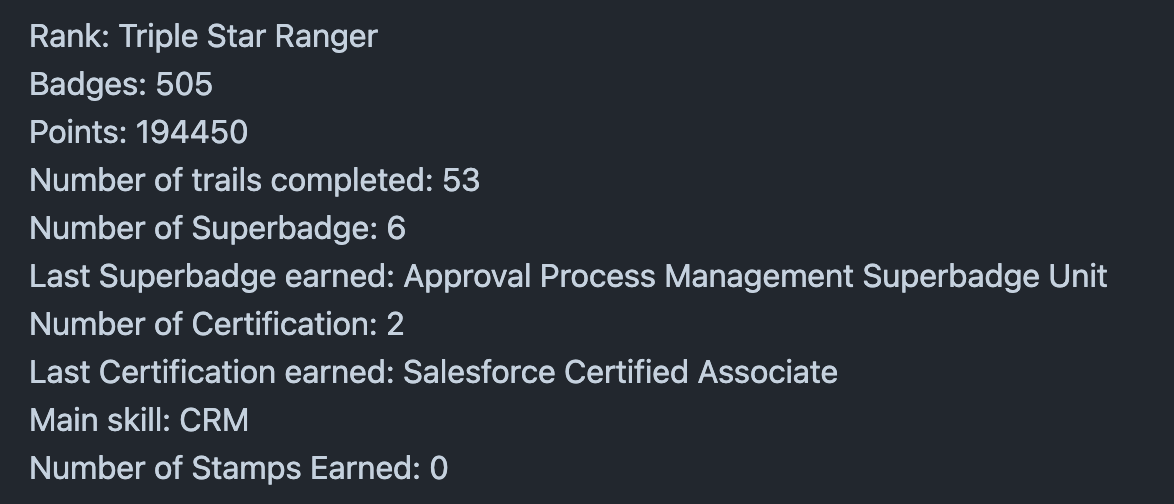 Rank: Triple Star Ranger
Badges: 505
Points: 194450
Number of trails completed: 53
Number of Superbadge: 6
Last Superbadge earned: Approval Process Management Superbadge Unit
Number of Certification: 2
Last Certification earned: Salesforce Certified Associate
Main skill: CRM
Number of Stamps Earned: 0